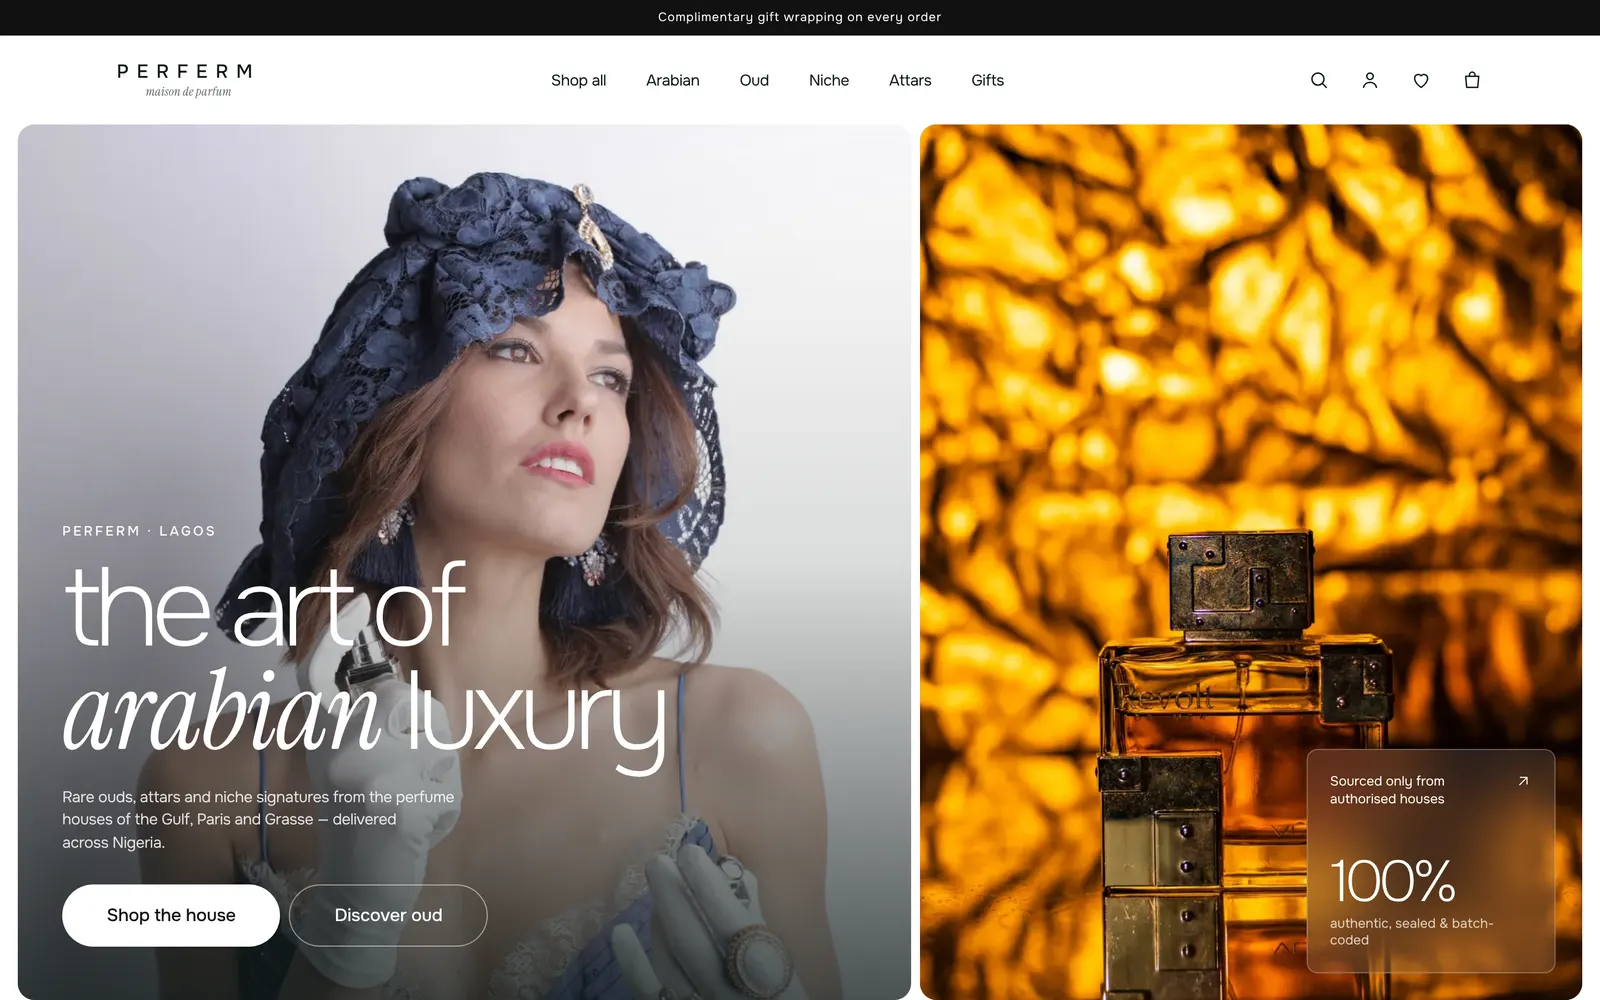 Complimentary gift wrapping on every order
PERFERM
maison de parfum
Shop all
Arabian
Oud
Niche
Attars
Gifts
PERFERM · LAGOS
the art of
arabian luxury
Rare ouds, attars and niche signatures from the perfume
houses of the Gulf, Paris and Grasse — delivered
across Nigeria.
Shop the house
Discover oud
Revolt
Sourced only from
authorised houses
100%
authentic, sealed & batch-
coded